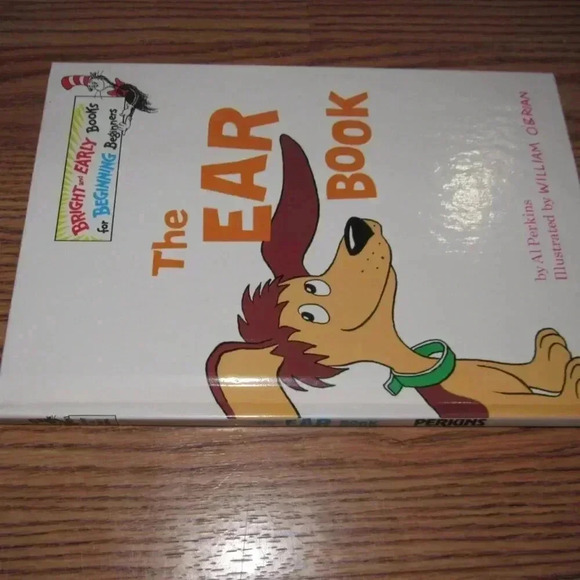 BRIGHT and EARLY BOOKS
for BEGINNING Beginners
The
EAR
BOOK
by Al Perkins
Illustrated by WILLIAM O'BRIAN
EAR BOOK PERKINS